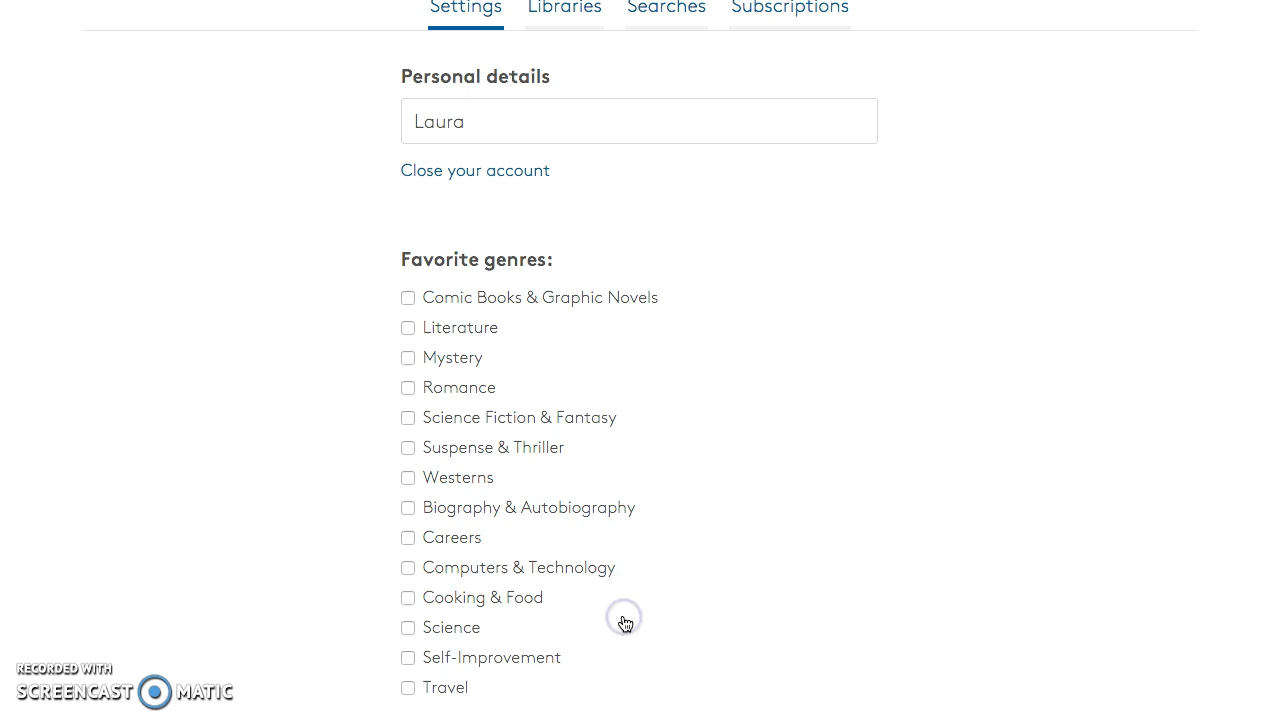 Settings Libraries Searches Subscriptions
Personal details
Laura
Close your account
Favorite genres:
Comic Books & Graphic Novels
Literature
Mystery
Romance
Science Fiction & Fantasy
Suspense & Thriller
Westerns
Biography & Autobiography
Careers
Computers & Technology
Cooking & Food
Science
Self-Improvement
Travel
RECORDED WITH
SCREENCAST MATIC